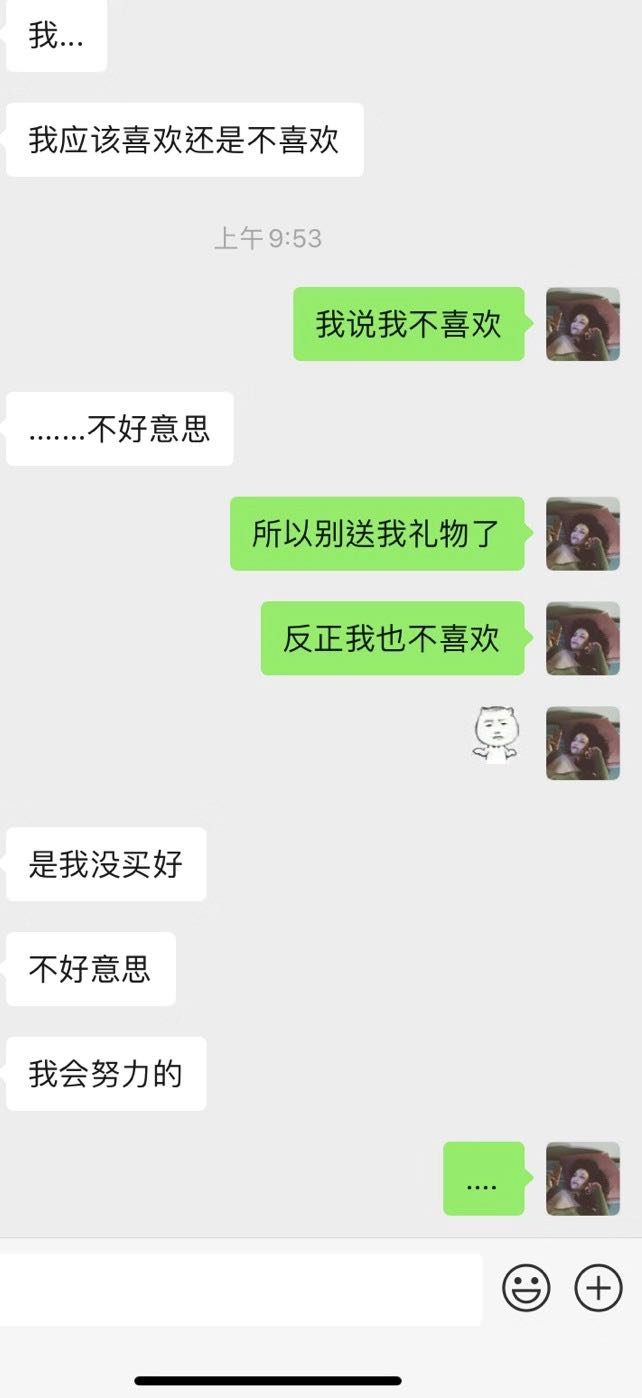 我...
我应该喜欢还是不喜欢
上午9:53
我说我不喜欢
.......不好意思
所以别送我礼物了
反正我也不喜欢
是我没买好
不好意思
我会努力的
....